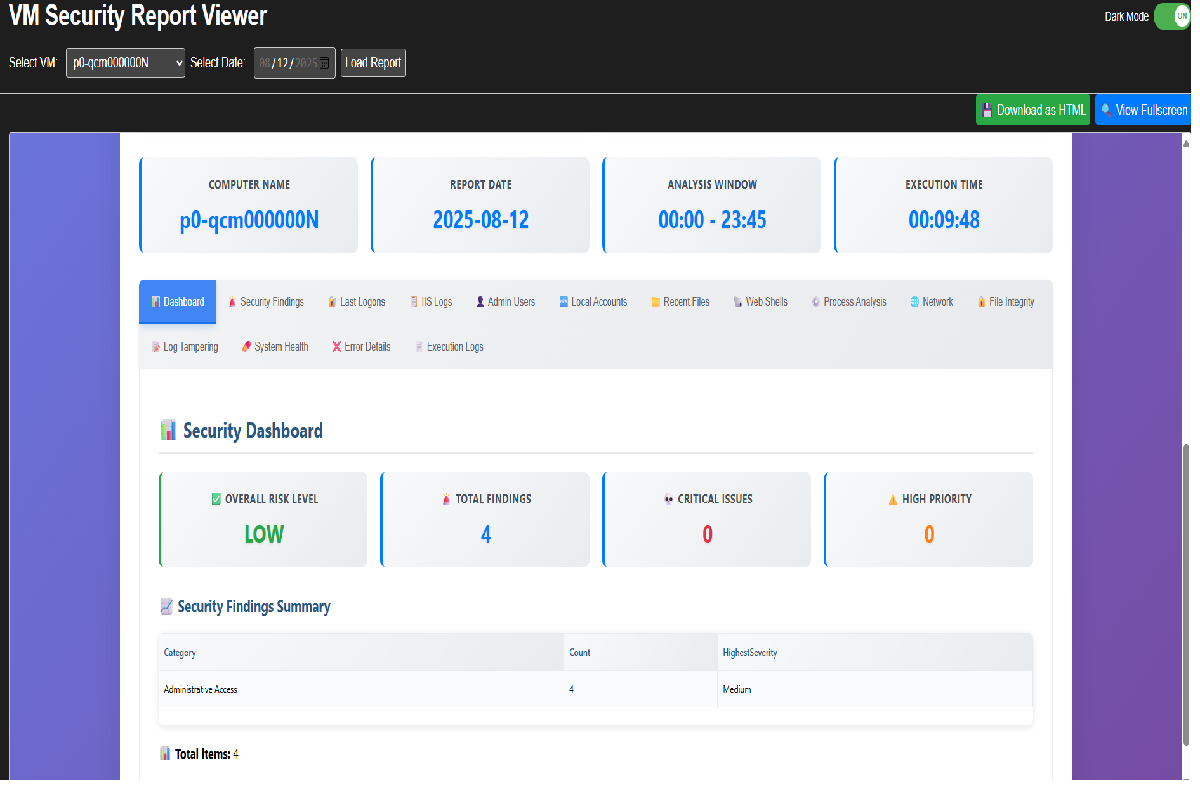 VM Security Report Viewer
Dark Mode ON
Select VM: p0-qcm000000N Select Date: 08/12/2025 Load Report
Download as HTML View Fullscreen
COMPUTER NAME REPORT DATE ANALYSIS WINDOW EXECUTION TIME
p0-qcm000000N 2025-08-12 00:00 - 23:45 00:09:48
Dashboard Security Findings Last Logons IIS Logs Admin Users Local Accounts Recent Files Web Shells Process Analysis Network File Integrity
Log Tampering System Health Error Details Execution Logs
Security Dashboard
OVERALL RISK LEVEL TOTAL FINDINGS CRITICAL ISSUES HIGH PRIORITY
LOW 4 0 0
Security Findings Summary
Category Count HighestSeverity
Administrative Access 4 Medium
Total Items: 4